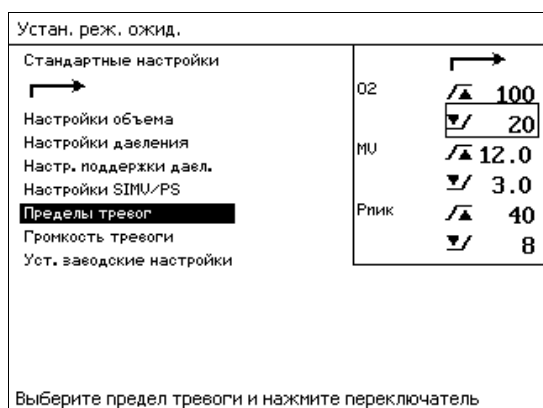 Устан. реж. ожид.
Стандартные настройки
Настройки объема
Настройки давления
Настр. поддержки давл.
Настройки SIMV/PS
Пределы тревог
Громкость тревоги
Уст. заводские настройки
O2 100
20
MV 12.0
3.0
Pпик 40
8
Выберите предел тревоги и нажмите переключатель